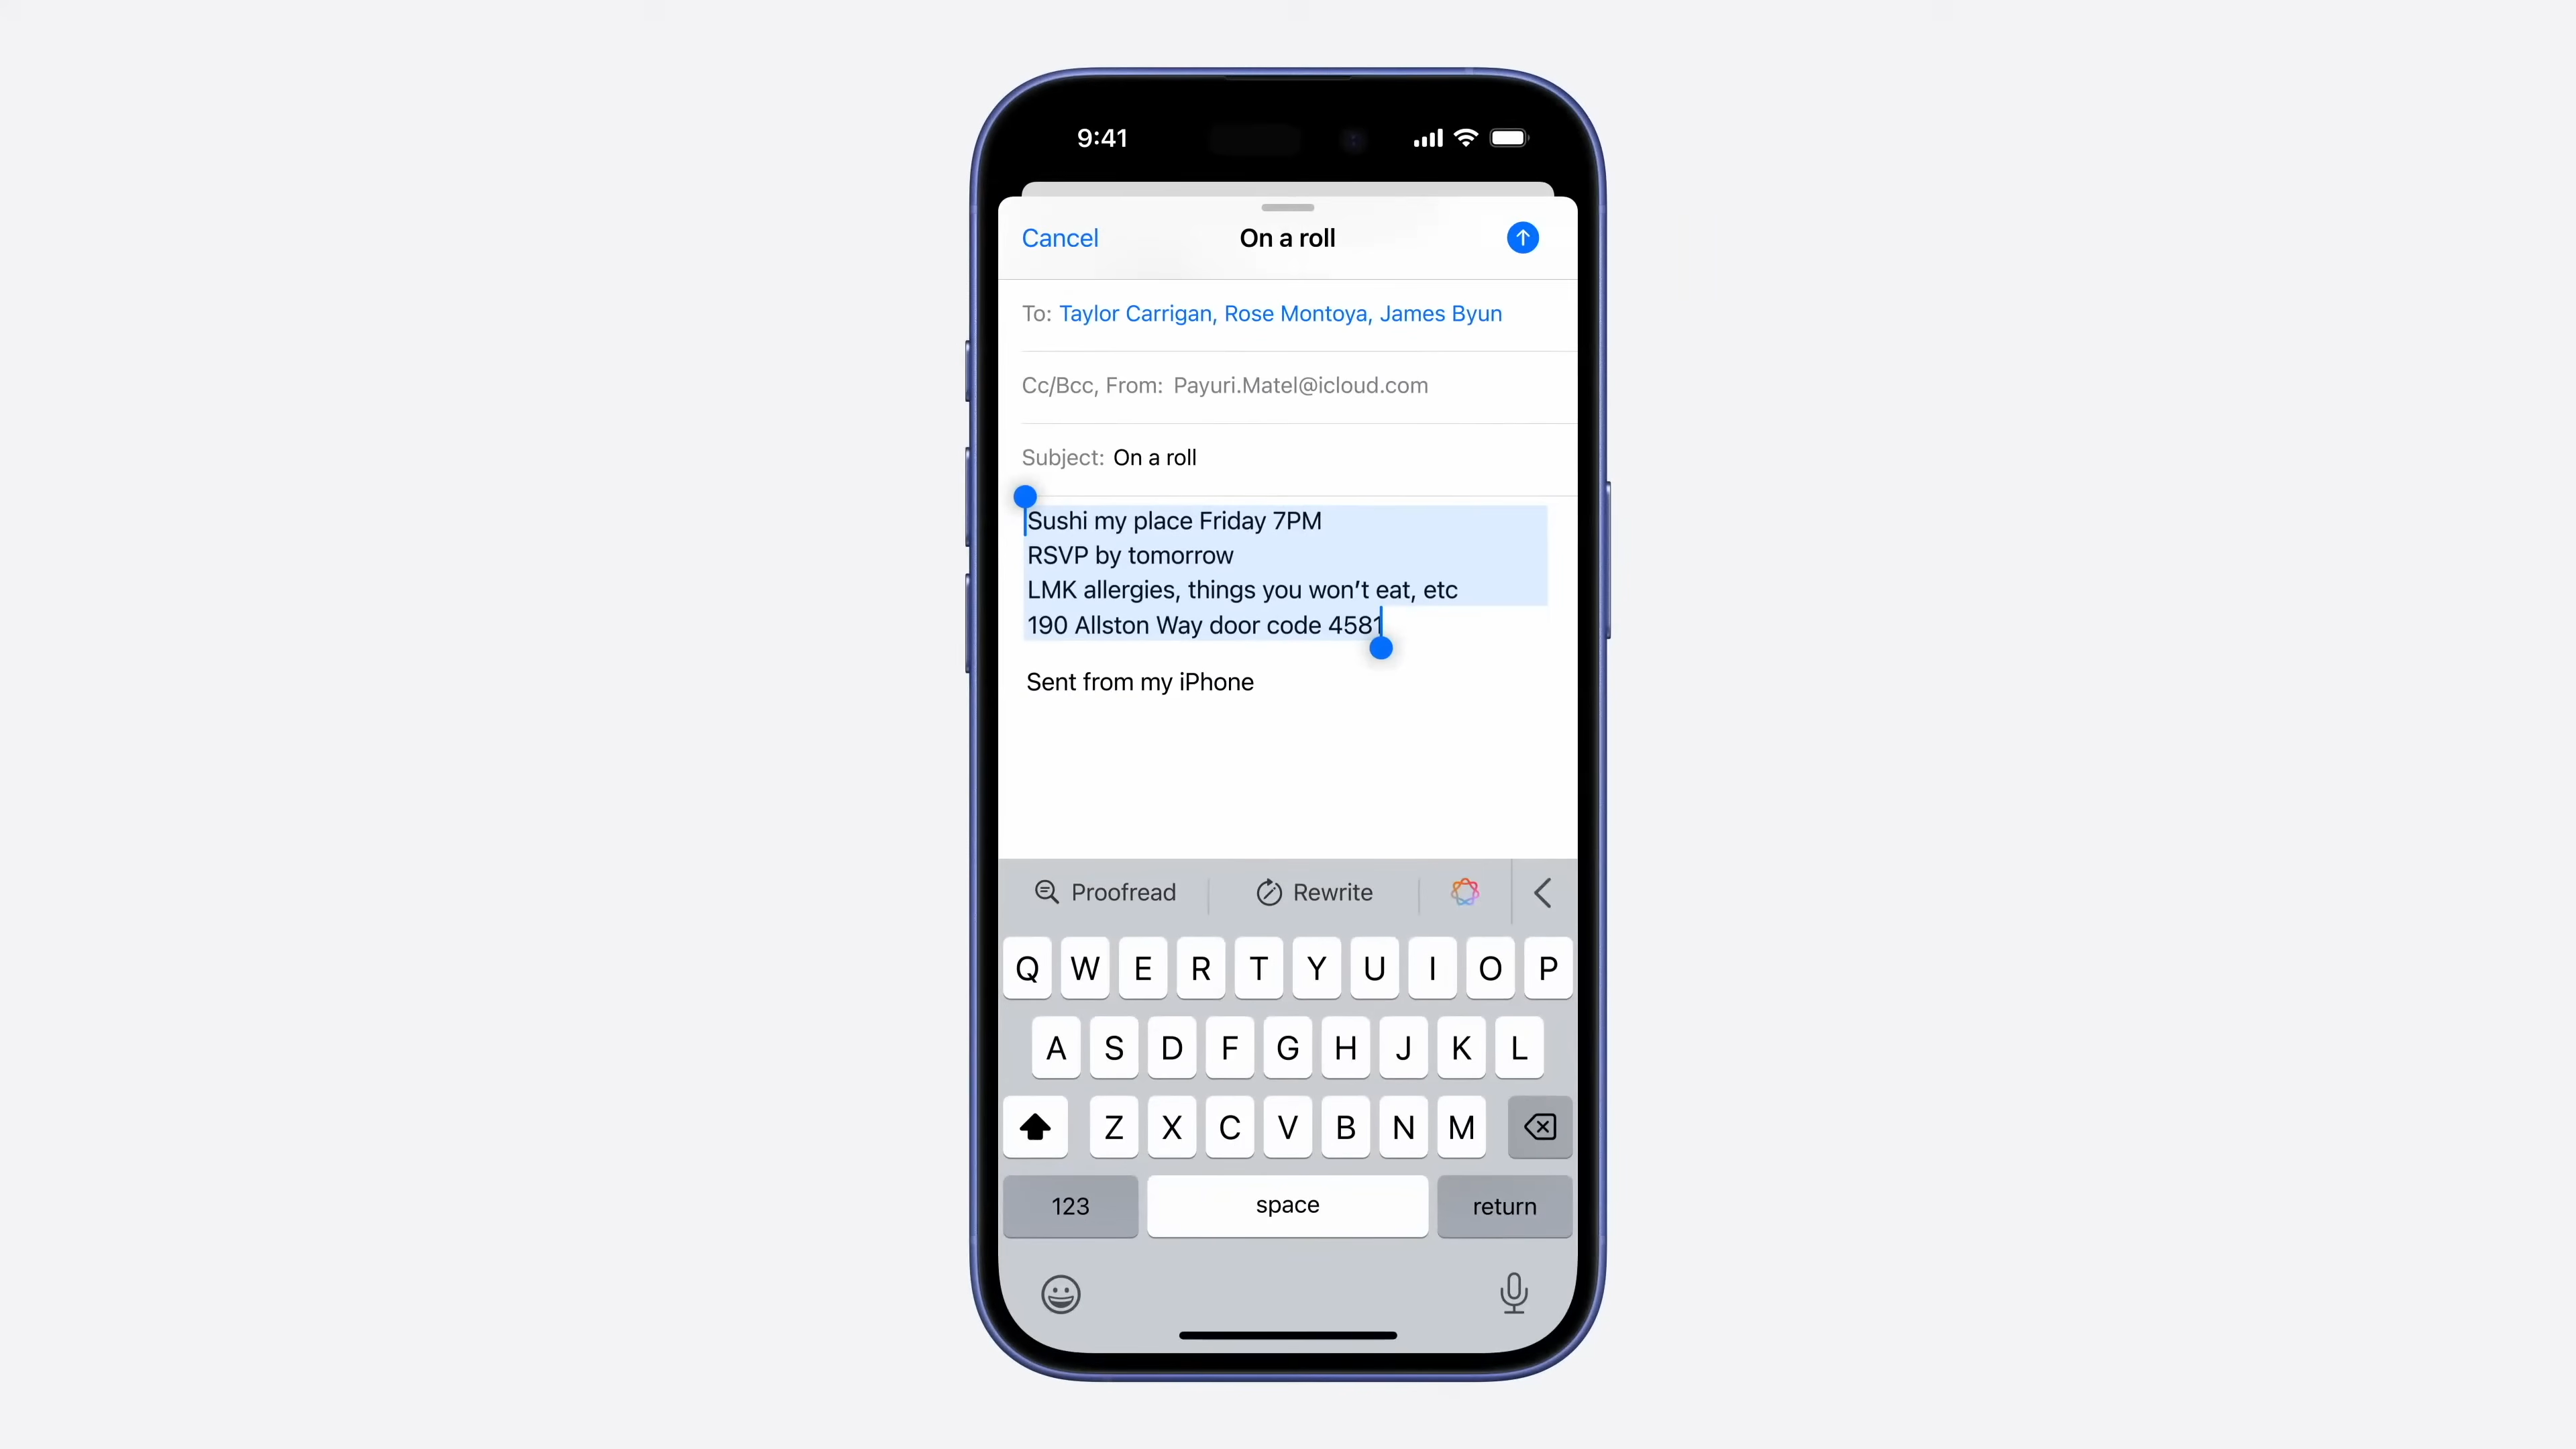 9:41
Cancel On a roll
To: Taylor Carrigan, Rose Montoya, James Byun
Cc/Bcc, From: Payuri.Matel@icloud.com
Subject: On a roll
Sushi my place Friday 7PM
RSVP by tomorrow
LMK allergies, things you won’t eat, etc
190 Allston Way door code 4581
Sent from my iPhone
Proofread Rewrite
Q W E R T Y U I O P
A S D F G H J K L
Z X C V B N M
123 space return